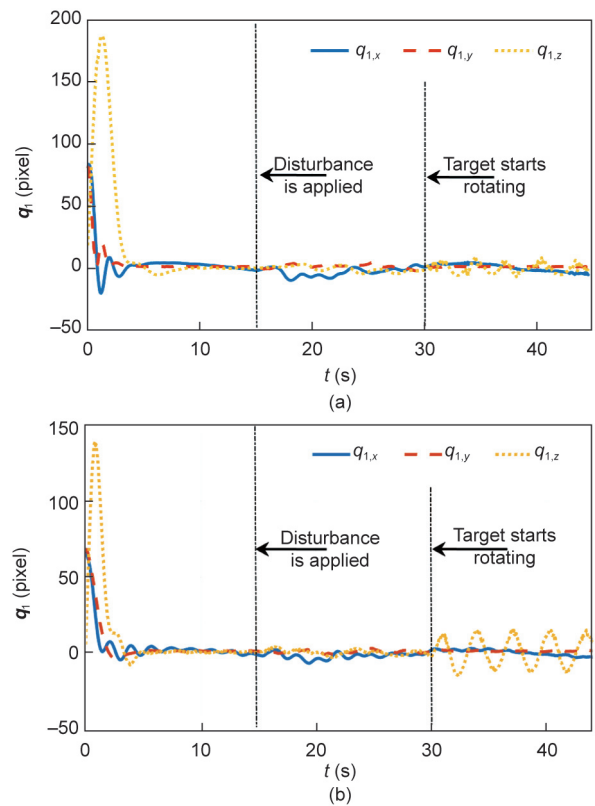 200
150
100
50
0
–50
q₁ (pixel)
q₁,x q₁,y q₁,z
Disturbance
is applied
Target starts
rotating
0 10 20 30 40
t (s)
(a)
150
100
50
0
–50
q₁ (pixel)
q₁,x q₁,y q₁,z
Disturbance
is applied
Target starts
rotating
0 10 20 30 40
t (s)
(b)